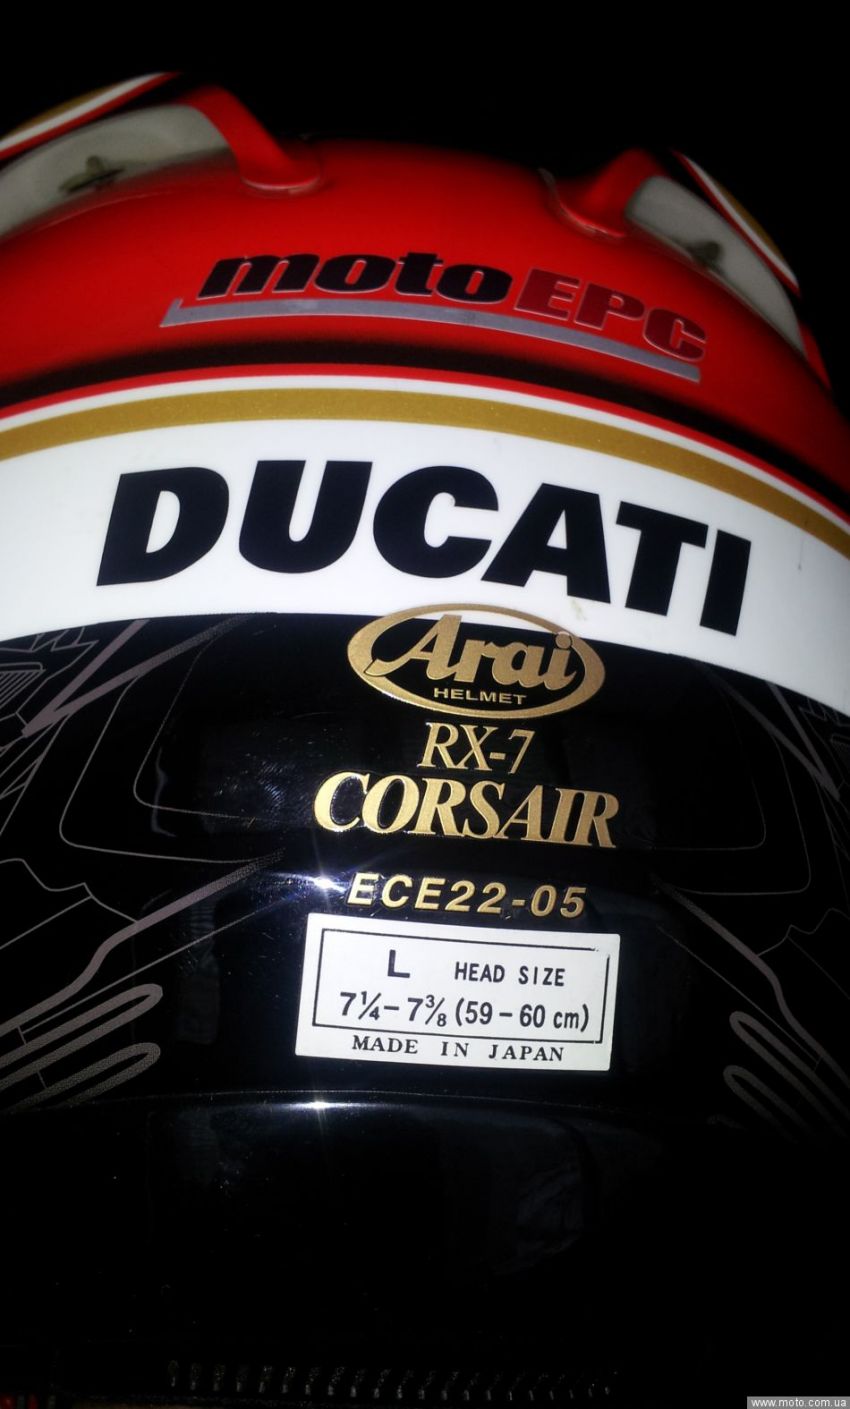 motoEPC
DUCATI
Arai
HELMET
RX-7
CORSAIR
ECE22-05
L HEAD SIZE
7¼-7⅜ (59-60 cm)
MADE IN JAPAN
www.moto.com.ua